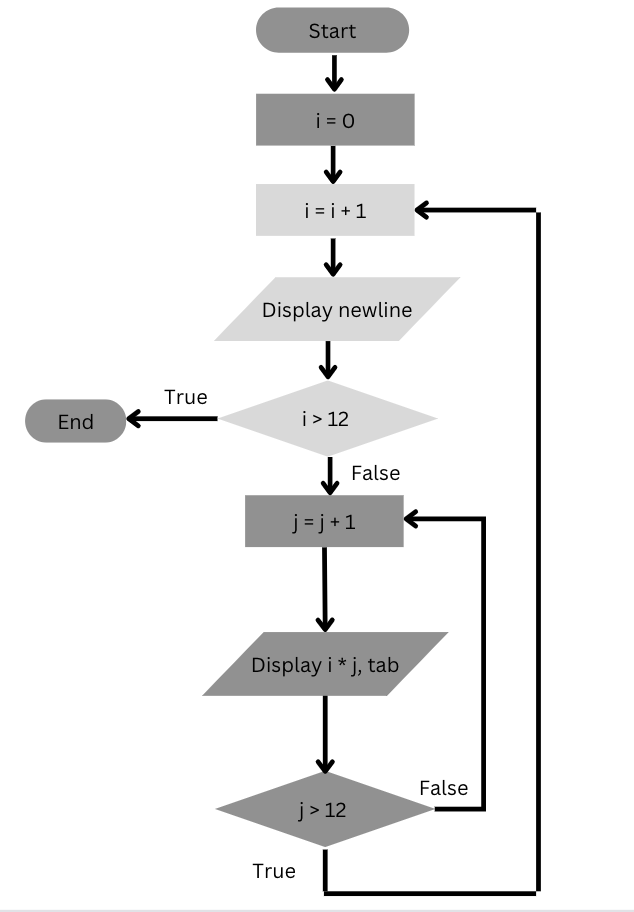 Start
i = 0
i = i + 1
Display newline
i > 12
True
End
False
j = j + 1
Display i * j, tab
j > 12
False
True